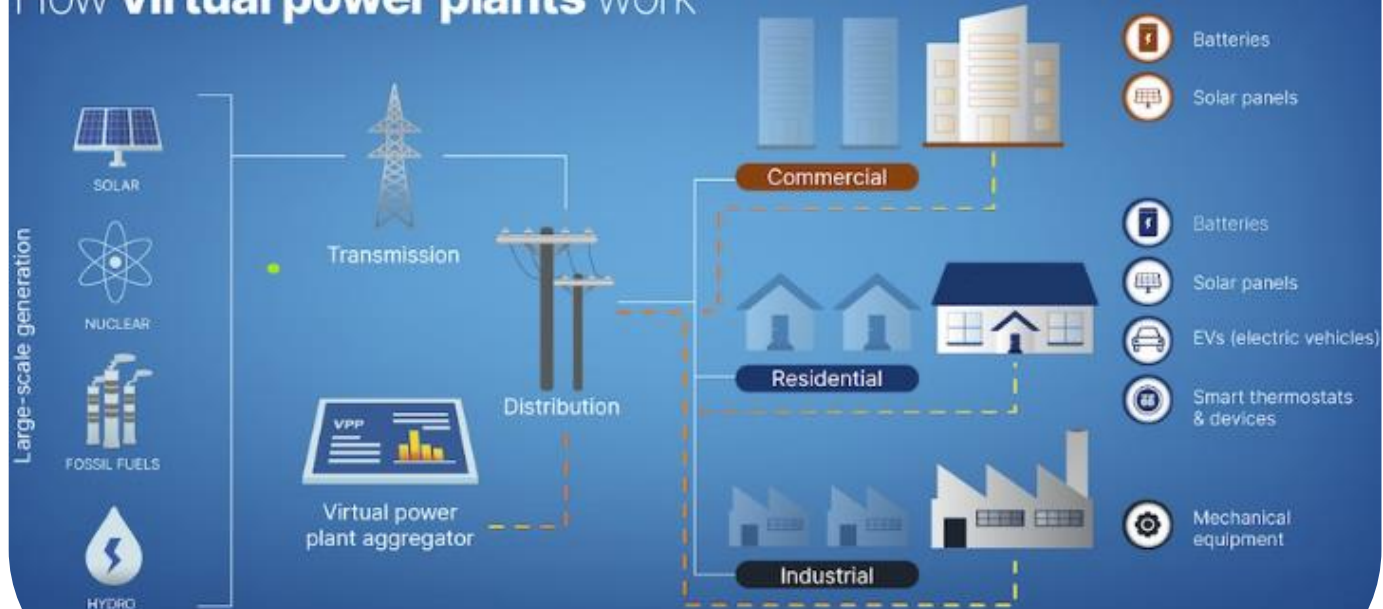 How virtual power plants work
Large-scale generation
SOLAR
NUCLEAR
FOSSIL FUELS
HYDRO
Transmission
Distribution
VPP
Virtual power
plant aggregator
Commercial
Residential
Industrial
Batteries
Solar panels
Batteries
Solar panels
EVs (electric vehicles)
Smart thermostats
& devices
Mechanical
equipment